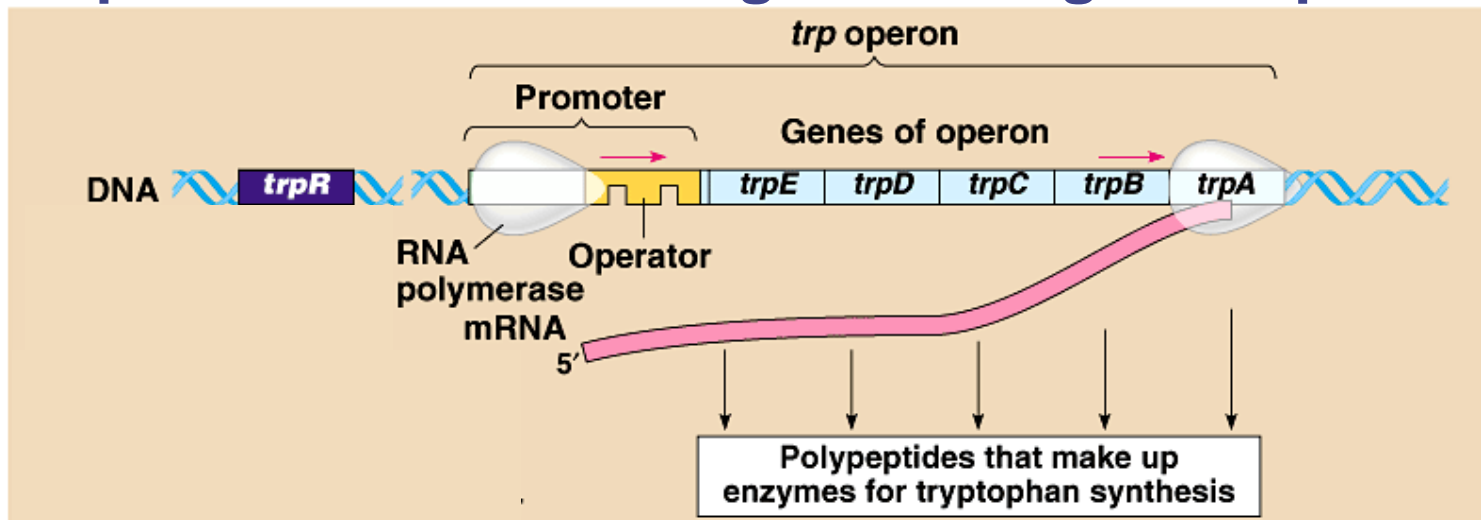 trp operon
Promoter
Genes of operon
DNA
trpR
trpE
trpD
trpC
trpB
trpA
RNA
polymerase
Operator
mRNA
5′
Polypeptides that make up
enzymes for tryptophan synthesis